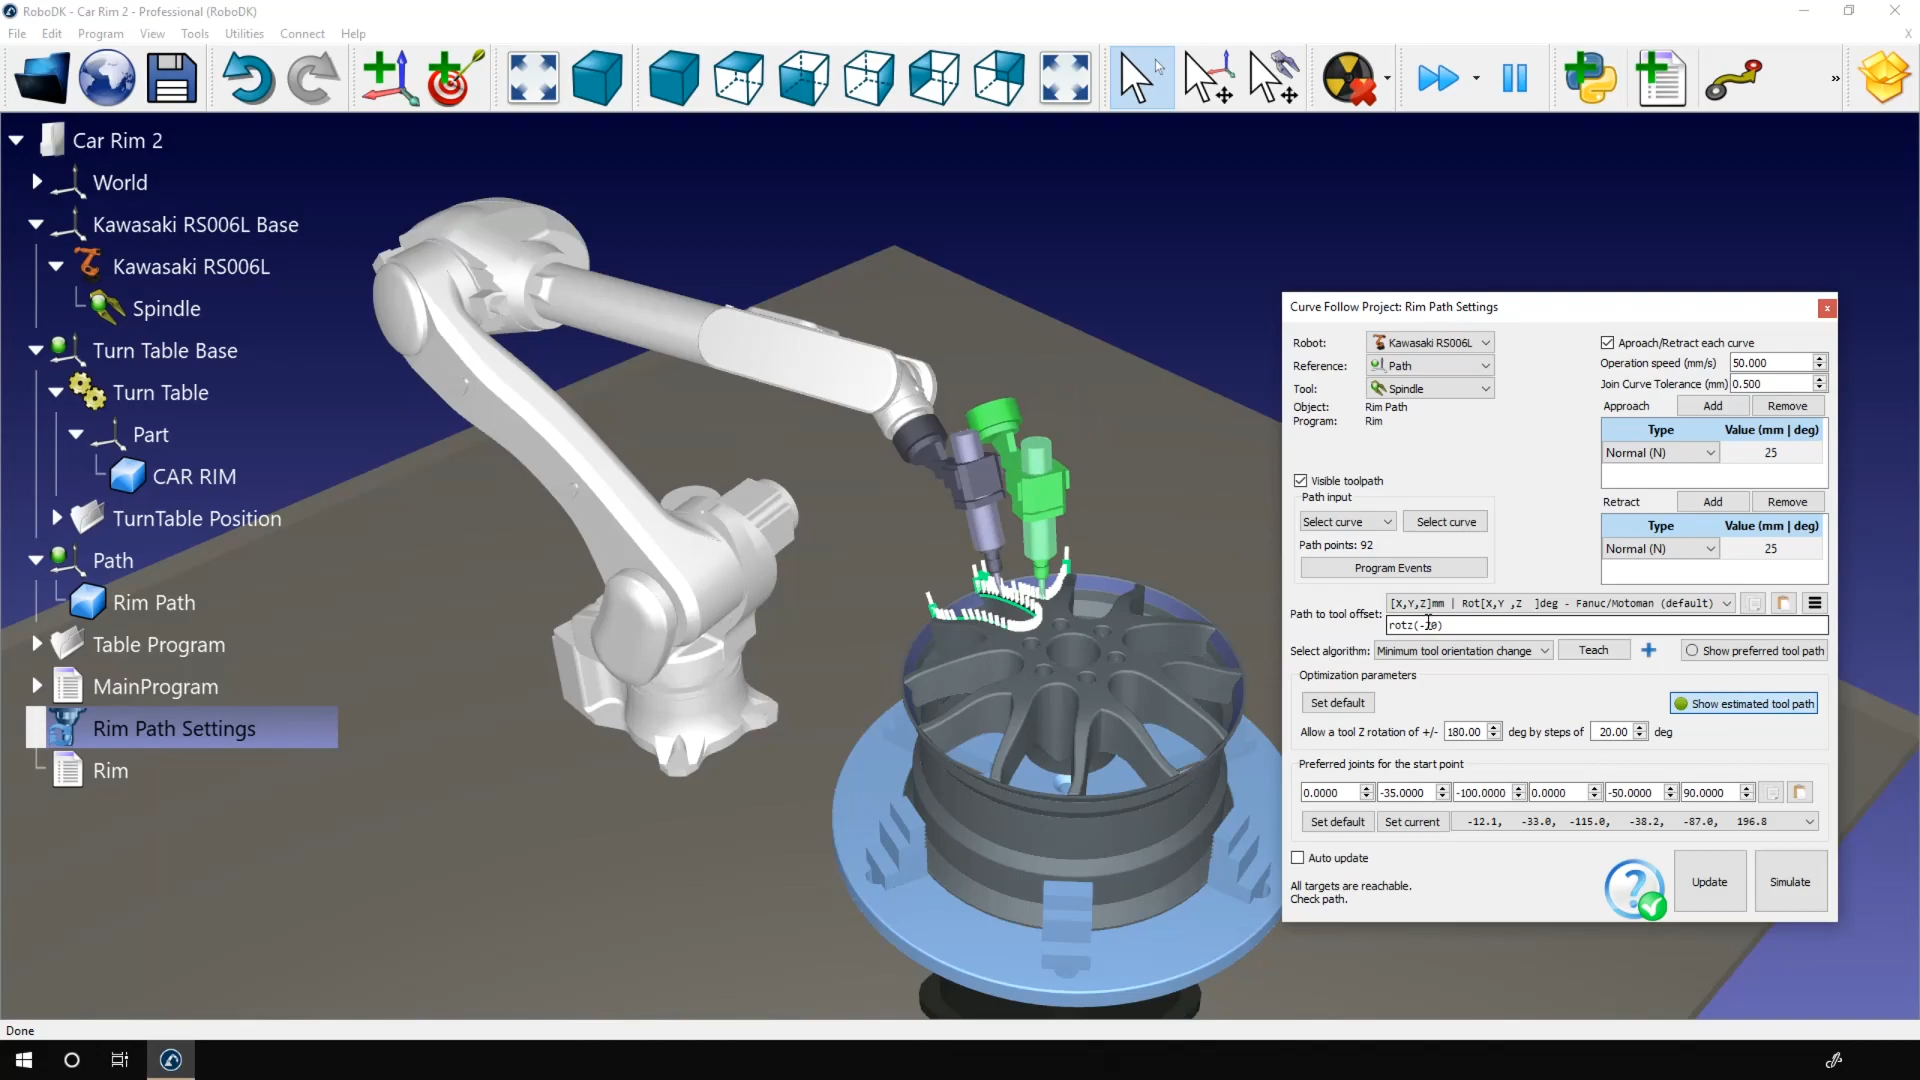 RoboDK - Car Rim 2 - Professional (RoboDK)
File Edit Program View Tools Utilities Connect Help
X
»
Car Rim 2
World
Kawasaki RS006L Base
Kawasaki RS006L
Spindle
Turn Table Base
Turn Table
Part
CAR RIM
TurnTable Position
Path
Rim Path
Table Program
MainProgram
Rim Path Settings
Rim
Curve Follow Project: Rim Path Settings
x
Robot: Kawasaki RS006L
Reference: Path
Tool: Spindle
Object: Rim Path
Program: Rim
Aproach/Retract each curve
Operation speed (mm/s) 50.000
Join Curve Tolerance (mm) 0.500
Approach Add Remove
Type Value (mm | deg)
Normal (N) 25
Retract Add Remove
Type Value (mm | deg)
Normal (N) 25
Visible toolpath
Path input
Select curve Select curve
Path points: 92
Program Events
Path to tool offset: [X,Y,Z]mm | Rot[X,Y ,Z ]deg - Fanuc/Motoman (default)
Select algorithm: Minimum tool orientation change Teach Show preferred tool path
Optimization parameters
Set default Show estimated tool path
Allow a tool Z rotation of +/- 180.00 deg by steps of 20.00 deg
Preferred joints for the start point
0.0000 -35.0000 -100.0000 0.0000 -50.0000 90.0000
Set default Set current -12.1, -33.0, -115.0, -38.2, -87.0, 196.8
Auto update
All targets are reachable.
Check path.
Update Simulate
Done